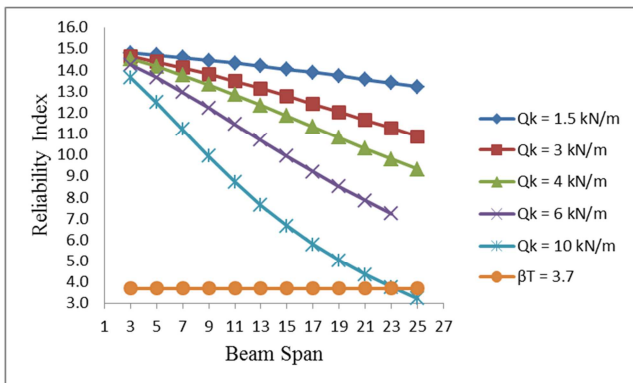 16.0
15.0
14.0
13.0
12.0
11.0
10.0
9.0
8.0
7.0
6.0
5.0
4.0
3.0
Reliability Index
1 3 5 7 9 11 13 15 17 19 21 23 25 27
Beam Span
Qk = 1.5 kN/m
Qk = 3 kN/m
Qk = 4 kN/m
Qk = 6 kN/m
Qk = 10 kN/m
βT = 3.7